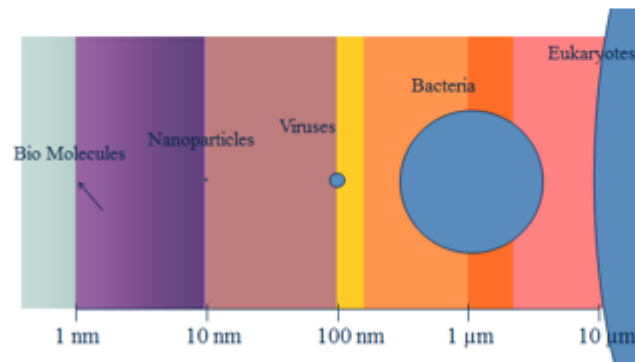 Eukaryotes
Bacteria
Viruses
Nanoparticles
Bio Molecules
1 nm
10 nm
100 nm
1 µm
10 µm